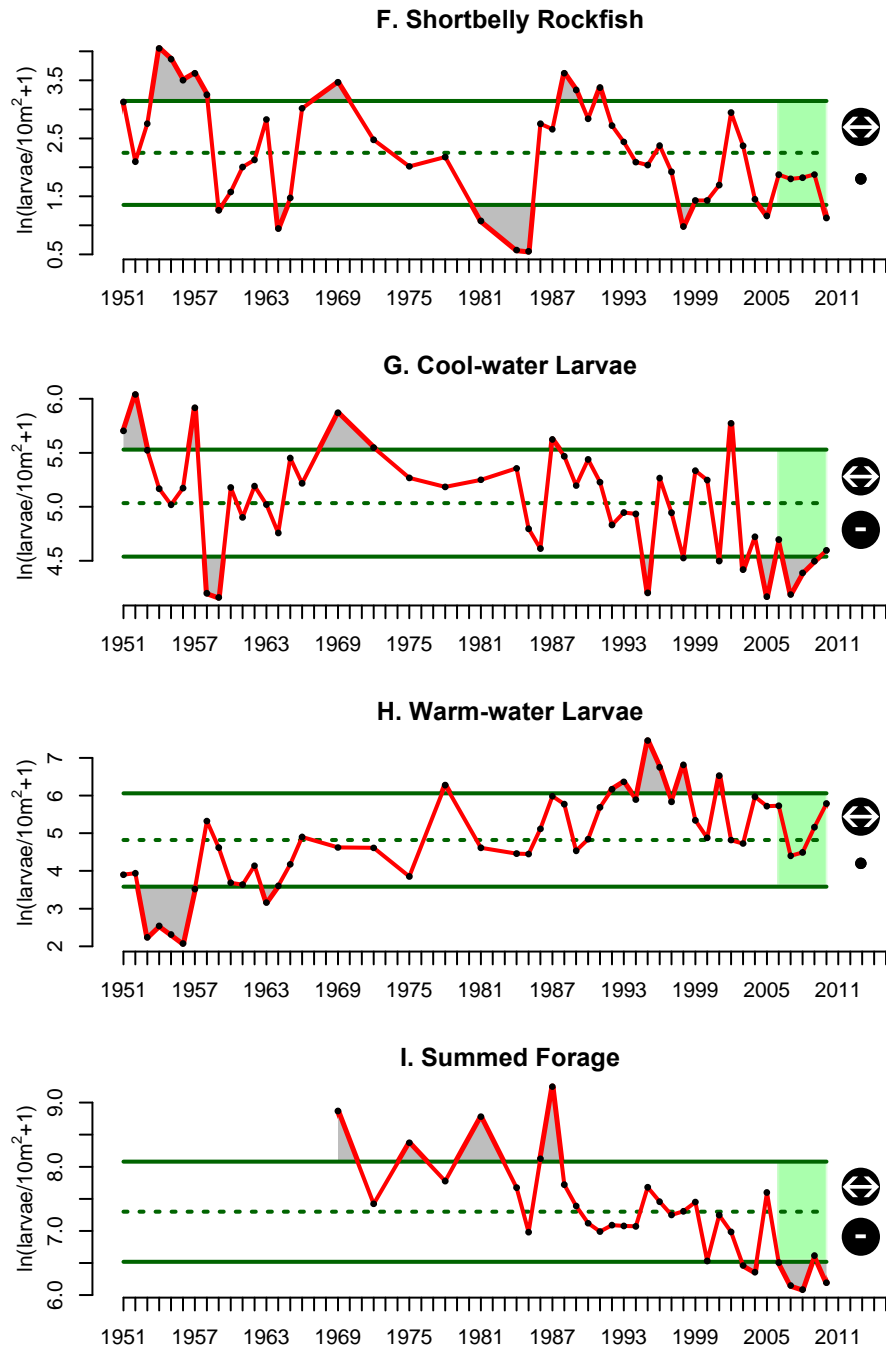 F. Shortbelly Rockfish
ln(larvae/10m²+1)
3.5
2.5
1.5
0.5
1951 1957 1963 1969 1975 1981 1987 1993 1999 2005 2011
G. Cool-water Larvae
ln(larvae/10m²+1)
6.0
5.5
5.0
4.5
-
1951 1957 1963 1969 1975 1981 1987 1993 1999 2005 2011
H. Warm-water Larvae
ln(larvae/10m²+1)
7
6
5
4
3
2
1951 1957 1963 1969 1975 1981 1987 1993 1999 2005 2011
I. Summed Forage
ln(larvae/10m²+1)
9.0
8.0
7.0
6.0
-
1951 1957 1963 1969 1975 1981 1987 1993 1999 2005 2011